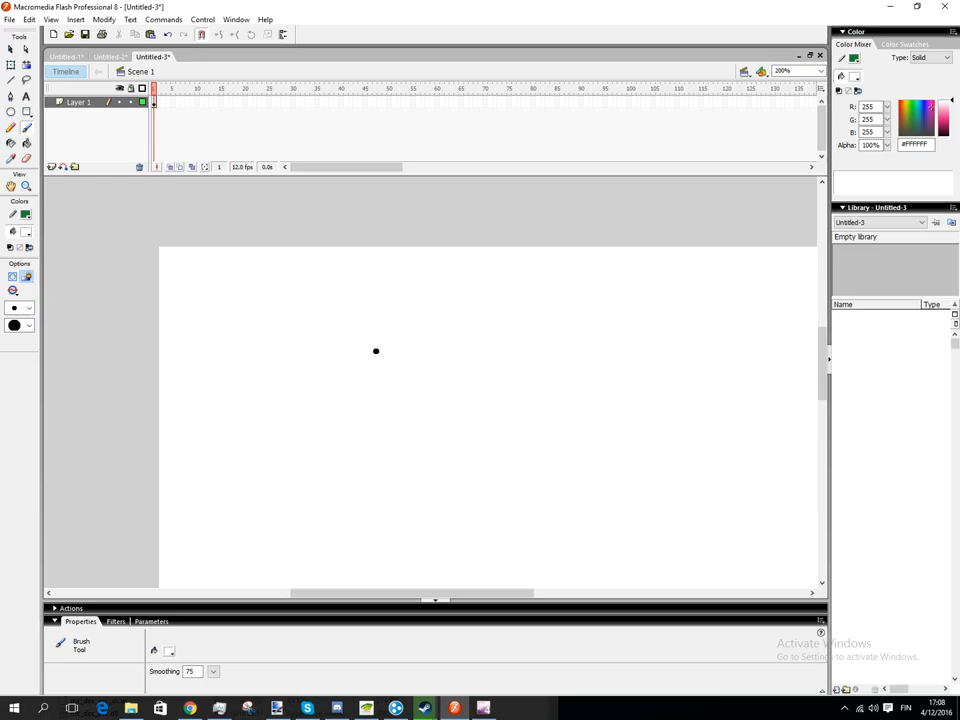 Macromedia Flash Professional 8 - [Untitled-3*]
File Edit View Insert Modify Text Commands Control Window Help
Tools
Untitled-1* Untitled-2* Untitled-3*
Timeline Scene 1 200%
1 5 10 15 20 25 30 35 40 45 50 55 60 65 70 75 80 85 90 95 100 105 110 115 120 125 130 135
Layer 1
1 12.0 fps 0.0s
View
Colors
Options
Color
Color Mixer Color Swatches
Type: Solid
R: 255
G: 255
B: 255
Alpha: 100% #FFFFFF
Library - Untitled-3
Untitled-3
Empty library
Name Type
Actions
Properties Filters Parameters
Brush
Tool
Smoothing 75
Activate Windows
Go to Settings to activate Windows.
FIN
17:08
4/12/2016